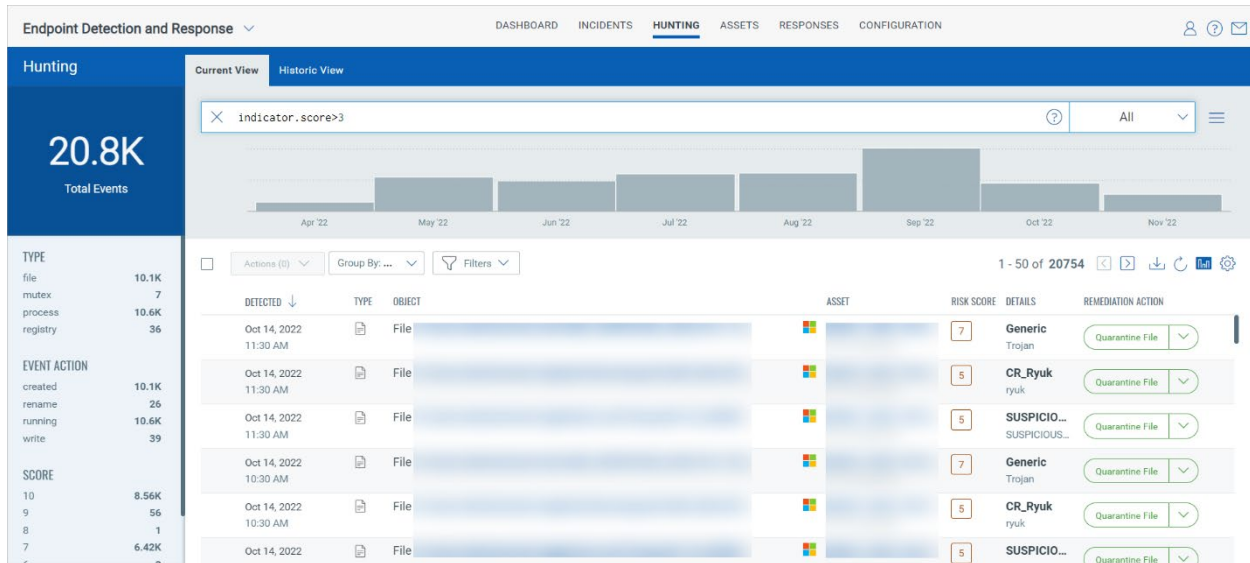 Endpoint Detection and Response
DASHBOARD INCIDENTS HUNTING ASSETS RESPONSES CONFIGURATION
Hunting
Current View Historic View
indicator.score>3
All
20.8K
Total Events
Apr '22 May '22 Jun '22 Jul '22 Aug '22 Sep '22 Oct '22 Nov '22
TYPE
file 10.1K
mutex 7
process 10.6K
registry 36
EVENT ACTION
created 10.1K
rename 26
running 10.6K
write 39
SCORE
10 8.56K
9 56
8 1
7 6.42K
Actions (0) Group By: ... Filters 1 - 50 of 20754
DETECTED TYPE OBJECT ASSET RISK SCORE DETAILS REMEDIATION ACTION
Oct 14, 2022 File 7 Generic Quarantine File
11:30 AM Trojan
Oct 14, 2022 File 5 CR_Ryuk Quarantine File
11:30 AM ryuk
Oct 14, 2022 File 5 SUSPICIO... Quarantine File
11:30 AM SUSPICIOUS...
Oct 14, 2022 File 7 Generic Quarantine File
10:30 AM Trojan
Oct 14, 2022 File 5 CR_Ryuk Quarantine File
10:30 AM ryuk
Oct 14, 2022 File 5 SUSPICIO... Quarantine File